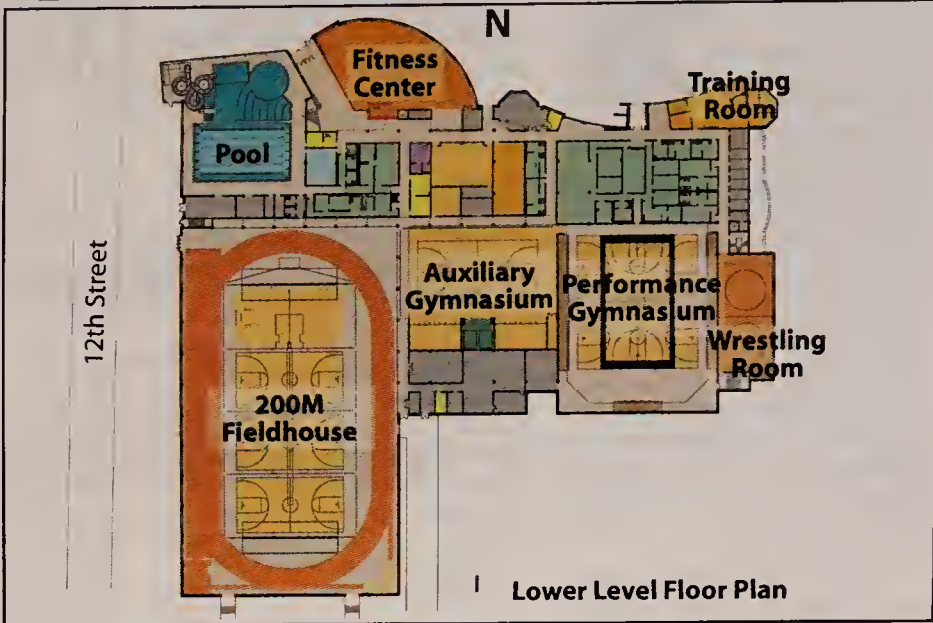 N
Fitness
Center
Training
Room
Pool
12th Street
Auxiliary
Gymnasium
Performance
Gymnasium
Wrestling
Room
200M
Fieldhouse
Lower Level Floor Plan